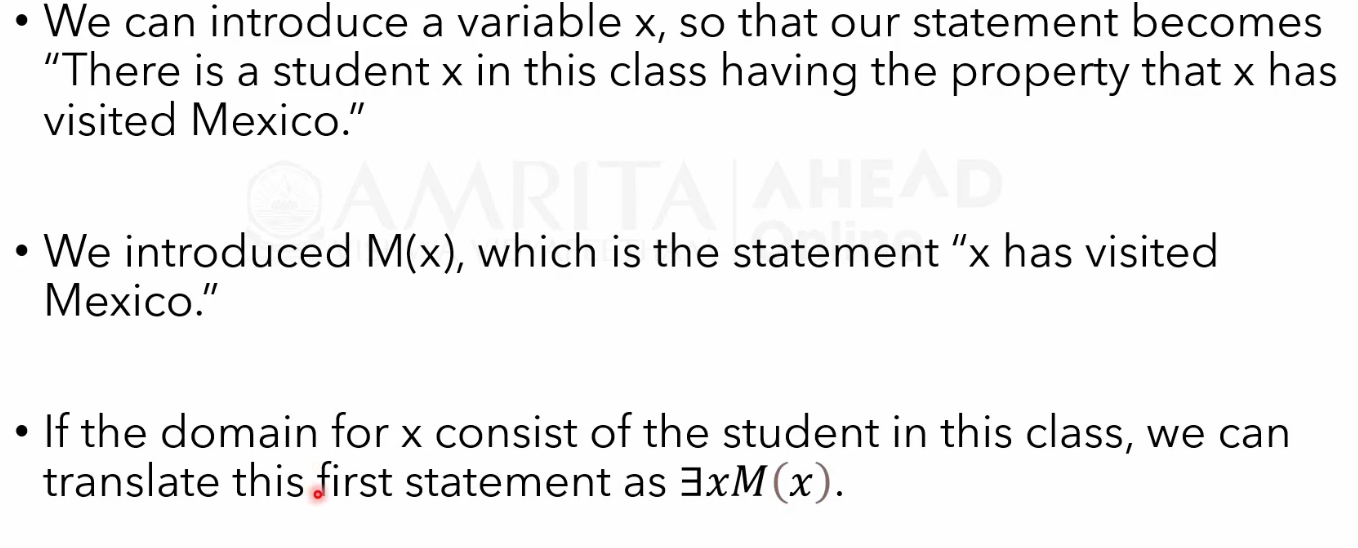 • We can introduce a variable x, so that our statement becomes
“There is a student x in this class having the property that x has
visited Mexico.”
AMRITA | AHEAD
Online
• We introduced M(x), which is the statement “x has visited
Mexico.”
• If the domain for x consist of the student in this class, we can
translate this first statement as ∃xM(x).